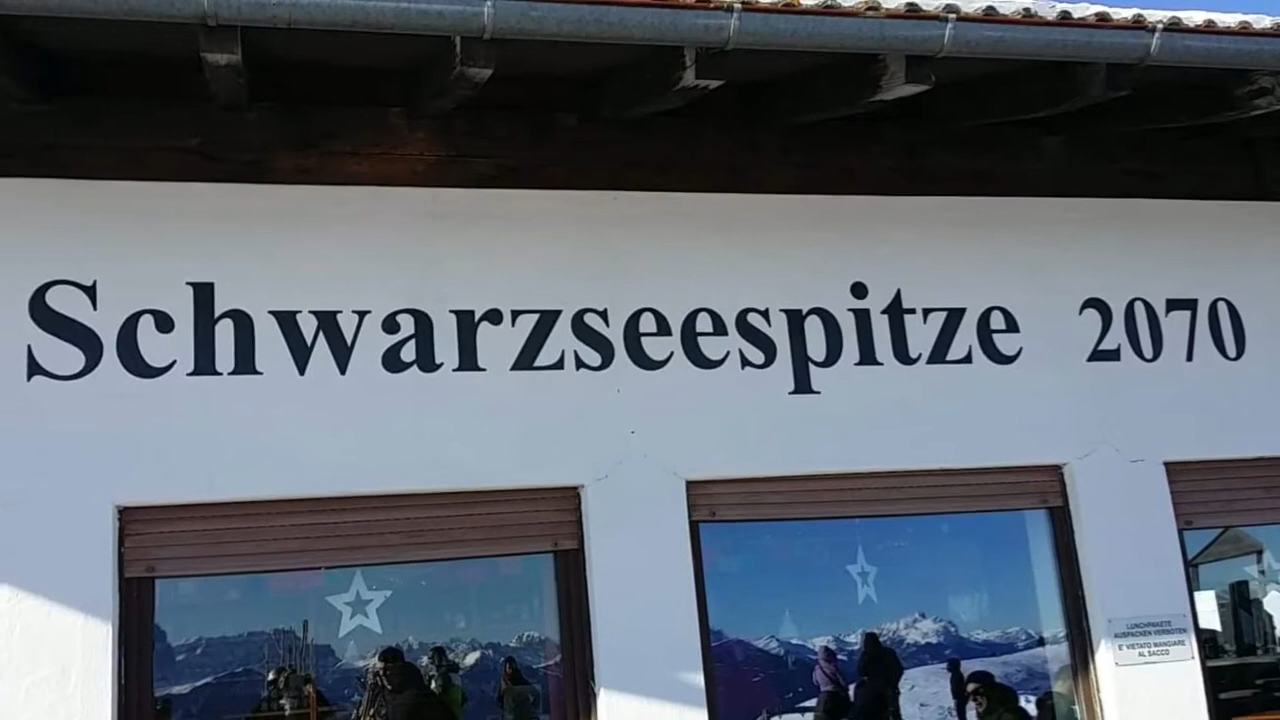 Schwarzseespitze 2070
LUNCHPAKETE
AUSPACKEN VERBOTEN
E' VIETATO MANGIARE
AL SACCO